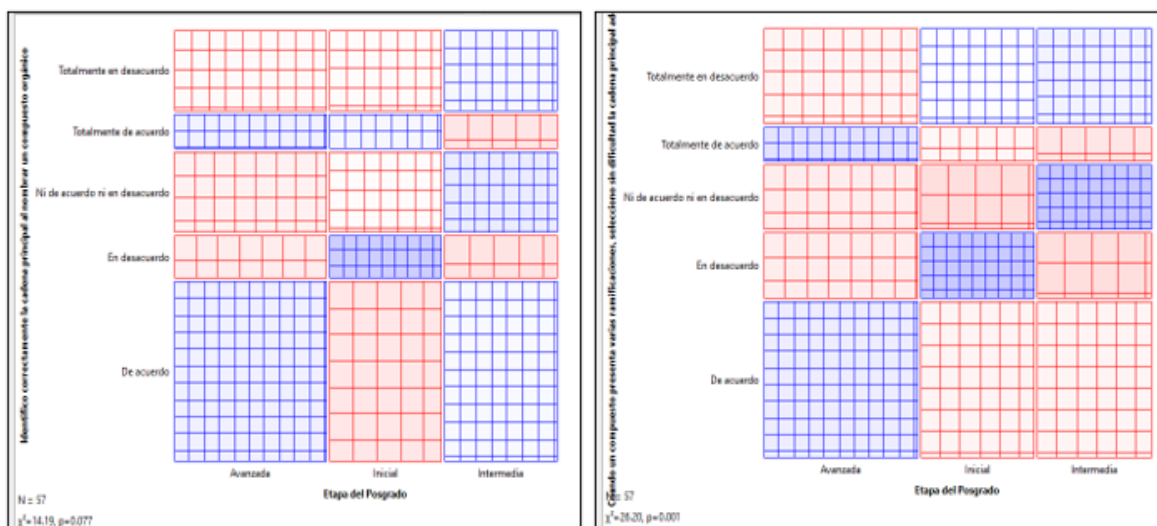 Identifico correctamente la cadena principal al nombrar un compuesto orgánico
Totalmente en desacuerdo
Totalmente de acuerdo
Ni de acuerdo ni en desacuerdo
En desacuerdo
De acuerdo
Avanzada Inicial Intermedia
Etapa del Posgrado
N = 57
χ²=14.19, p=0.077
Cuando un compuesto presenta varias ramificaciones, selecciono sin dificultad la cadena principal ad
Totalmente en desacuerdo
Totalmente de acuerdo
Ni de acuerdo ni en desacuerdo
En desacuerdo
De acuerdo
Avanzada Inicial Intermedia
Etapa del Posgrado
N = 57
χ²=26.20, p=0.001